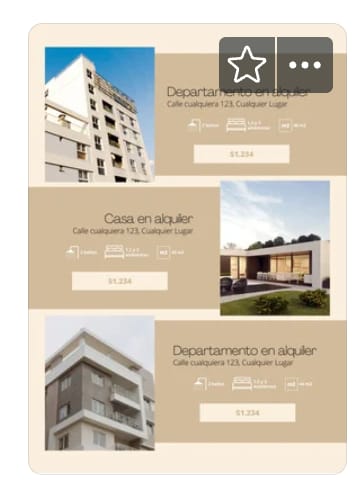 Departamento en alquiler
Calle cualquiera 123, Cualquier Lugar
2 baños
1,2 y 3
ambientes
m2
40 m2
$1,234
Casa en alquiler
Calle cualquiera 123, Cualquier Lugar
2 baños
1,2 y 3
ambientes
m2
40 m2
$1,234
Departamento en alquiler
Calle cualquiera 123, Cualquier Lugar
2 baños
1,2 y 3
ambientes
m2
40 m2
$1,234